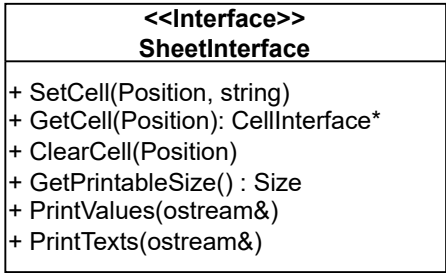 <<Interface>>
SheetInterface
+ SetCell(Position, string)
+ GetCell(Position): CellInterface*
+ ClearCell(Position)
+ GetPrintableSize() : Size
+ PrintValues(ostream&)
+ PrintTexts(ostream&)